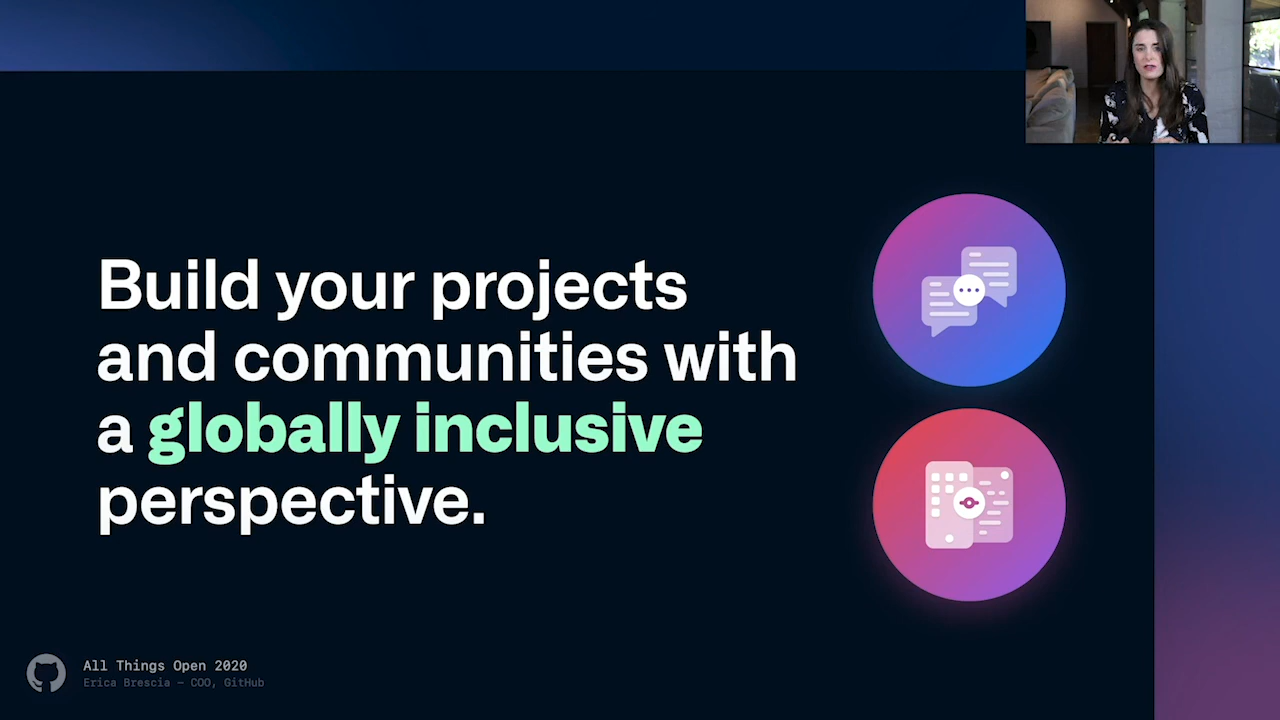 Build your projects
and communities with
a globally inclusive
perspective.
All Things Open 2020
Erica Brescia – COO, GitHub